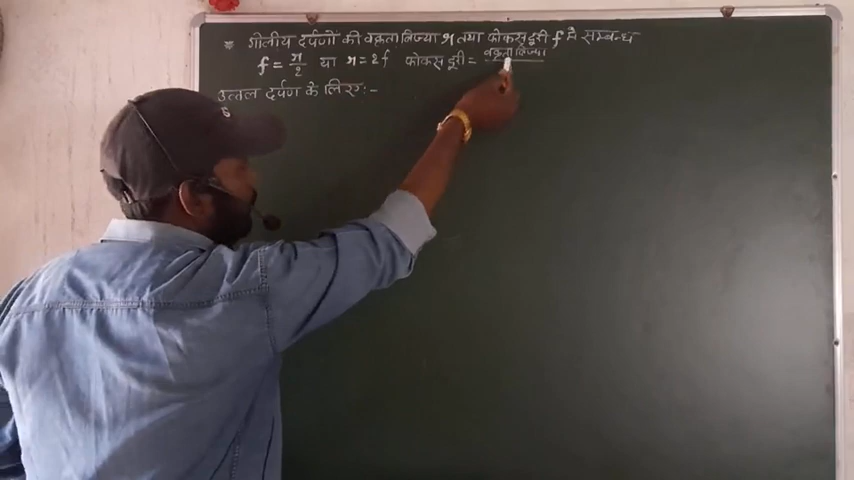 * गोलीय दर्पणों की वक्रता त्रिज्या r तथा फोकस दूरी f में सम्बन्ध
f = r/2 या r = 2f फोकस दूरी = वक्रता त्रिज्या
उत्तल दर्पण के लिए :-